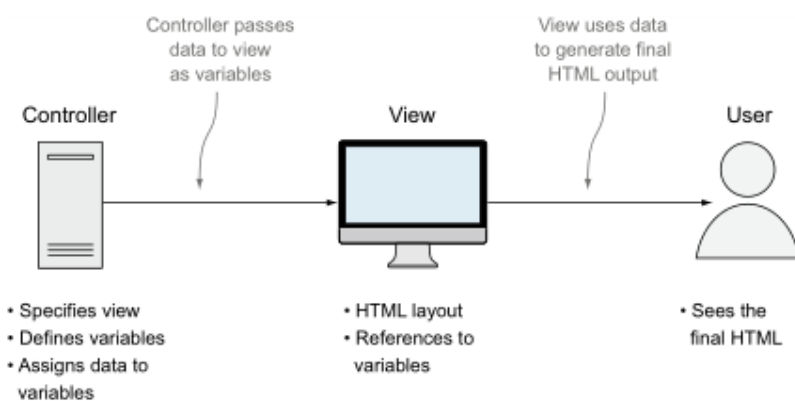 Controller passes
data to view
as variables
View uses data
to generate final
HTML output
Controller
View
User
• Specifies view
• Defines variables
• Assigns data to
variables
• HTML layout
• References to
variables
• Sees the
final HTML